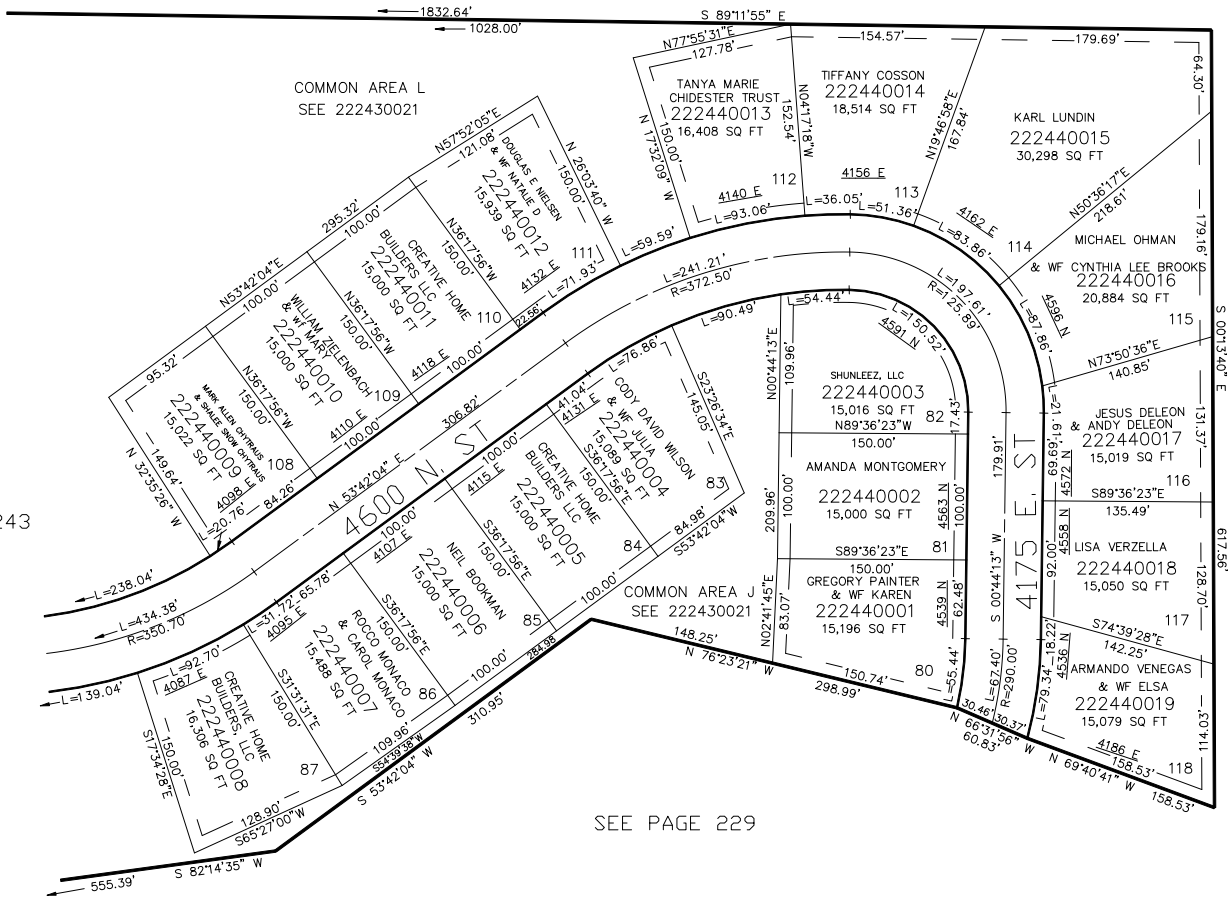 1832.64'
S 89°11'55" E
1028.00'
COMMON AREA L
SEE 222430021
N77°55'31"E
127.78'
154.57'
179.69'
64.30'
TANYA MARIE
CHIDESTER TRUST
222440013
16,408 SQ FT
N 17°32'09" W
150.00'
152.54'
N04°17'18"W
112
4140 E
L=93.06'
TIFFANY COSSON
222440014
18,514 SQ FT
4156 E
113
L=36.05'
L=51.36'
N19°46'58"E
167.84'
KARL LUNDIN
222440015
30,298 SQ FT
4162 E
114
L=83.86'
N50°36'17"E
218.61'
179.16'
MICHAEL OHMAN
& WF CYNTHIA LEE BROOKS
222440016
20,884 SQ FT
115
4596 N
L=87.86'
N73°50'36"E
140.85'
S 00°13'40" E
617.56'
JESUS DELEON
& ANDY DELEON
222440017
15,019 SQ FT
116
L=21.91'
69.69'
4572 N
131.37'
S89°36'23"E
135.49'
LISA VERZELLA
222440018
15,050 SQ FT
117
4558 N
92.00'
128.70'
S74°39'28"E
142.25'
ARMANDO VENEGAS
& WF ELSA
222440019
15,079 SQ FT
118
4536 N
18.22'
L=79.34'
114.03'
4186 E
158.53'
N 69°40'41" W
158.53'
N57°52'05"E
121.08'
DOUGLAS E NIELSEN
& WF NATALIE D
222440012
15,939 SQ FT
N 26°03'40" W
150.00'
111
4132 E
L=71.93'
22.56'
L=59.59'
295.32'
N53°42'04"E
100.00'
CREATIVE HOME
BUILDERS LLC
222440011
15,000 SQ FT
N36°17'56"W
150.00'
110
4118 E
100.00'
100.00'
WILLIAM ZIELENBACH
& WF MARY L
222440010
15,000 SQ FT
N36°17'56"W
150.00'
109
4110 E
100.00'
95.32'
MARK ALLEN CHYTRAUS
& SHALEE SNOW CHYTRAUS
222440009
15,022 SQ FT
N36°17'56"W
150.00'
108
4098 E
84.26'
L=20.76'
149.64'
N 32°35'26" W
243
L=238.04'
L=434.38'
R=350.70'
L=139.04'
306.82'
N 53°42'04" E
4600 N. ST
L=241.21'
R=372.50'
L=197.61'
R=125.89'
179.91'
4175 E. ST
S 00°44'13" W
L=67.40'
R=290.00'
30.46'
30.37'
N 66°31'56" W
60.83'
L=54.44'
L=150.52'
4591 N
N00°44'13"E
109.96'
SHUNLEEZ, LLC
222440003
15,016 SQ FT
82
17.43'
N89°36'23"W
150.00'
AMANDA MONTGOMERY
222440002
15,000 SQ FT
81
4563 N
100.00'
100.00'
209.96'
S89°36'23"E
150.00'
GREGORY PAINTER
& WF KAREN
222440001
15,196 SQ FT
80
4539 N
62.48'
L=55.44'
N02°41'45"E
83.07'
150.74'
148.25'
N 76°23'21" W
298.99'
COMMON AREA J
SEE 222430021
L=90.49'
L=76.86'
41.04'
4131 E
CODY DAVID WILSON
& WF JULIA
222440004
15,089 SQ FT
S23°26'34"E
145.05'
S36°17'56"E
150.00'
83
84.98'
S53°42'04"W
4115 E
100.00'
CREATIVE HOME
BUILDERS LLC
222440005
15,000 SQ FT
84
S36°17'56"E
150.00'
100.00'
4107 E
100.00'
NEIL BOOKMAN
222440006
15,000 SQ FT
85
S36°17'56"E
150.00'
100.00'
284.98
L=31.72'
65.78'
4095 E
ROCCO MONACO
& CAROL MONACO
222440007
15,488 SQ FT
86
S31°31'31"E
150.00'
109.96'
S54°39'38"W
310.95'
S 53°42'04" W
L=92.70'
4087 E
CREATIVE HOME
BUILDERS, LLC
222440008
16,306 SQ FT
87
S17°34'28"E
150.00'
128.90'
S65°27'00"W
S 82°14'35" W
555.39'
SEE PAGE 229